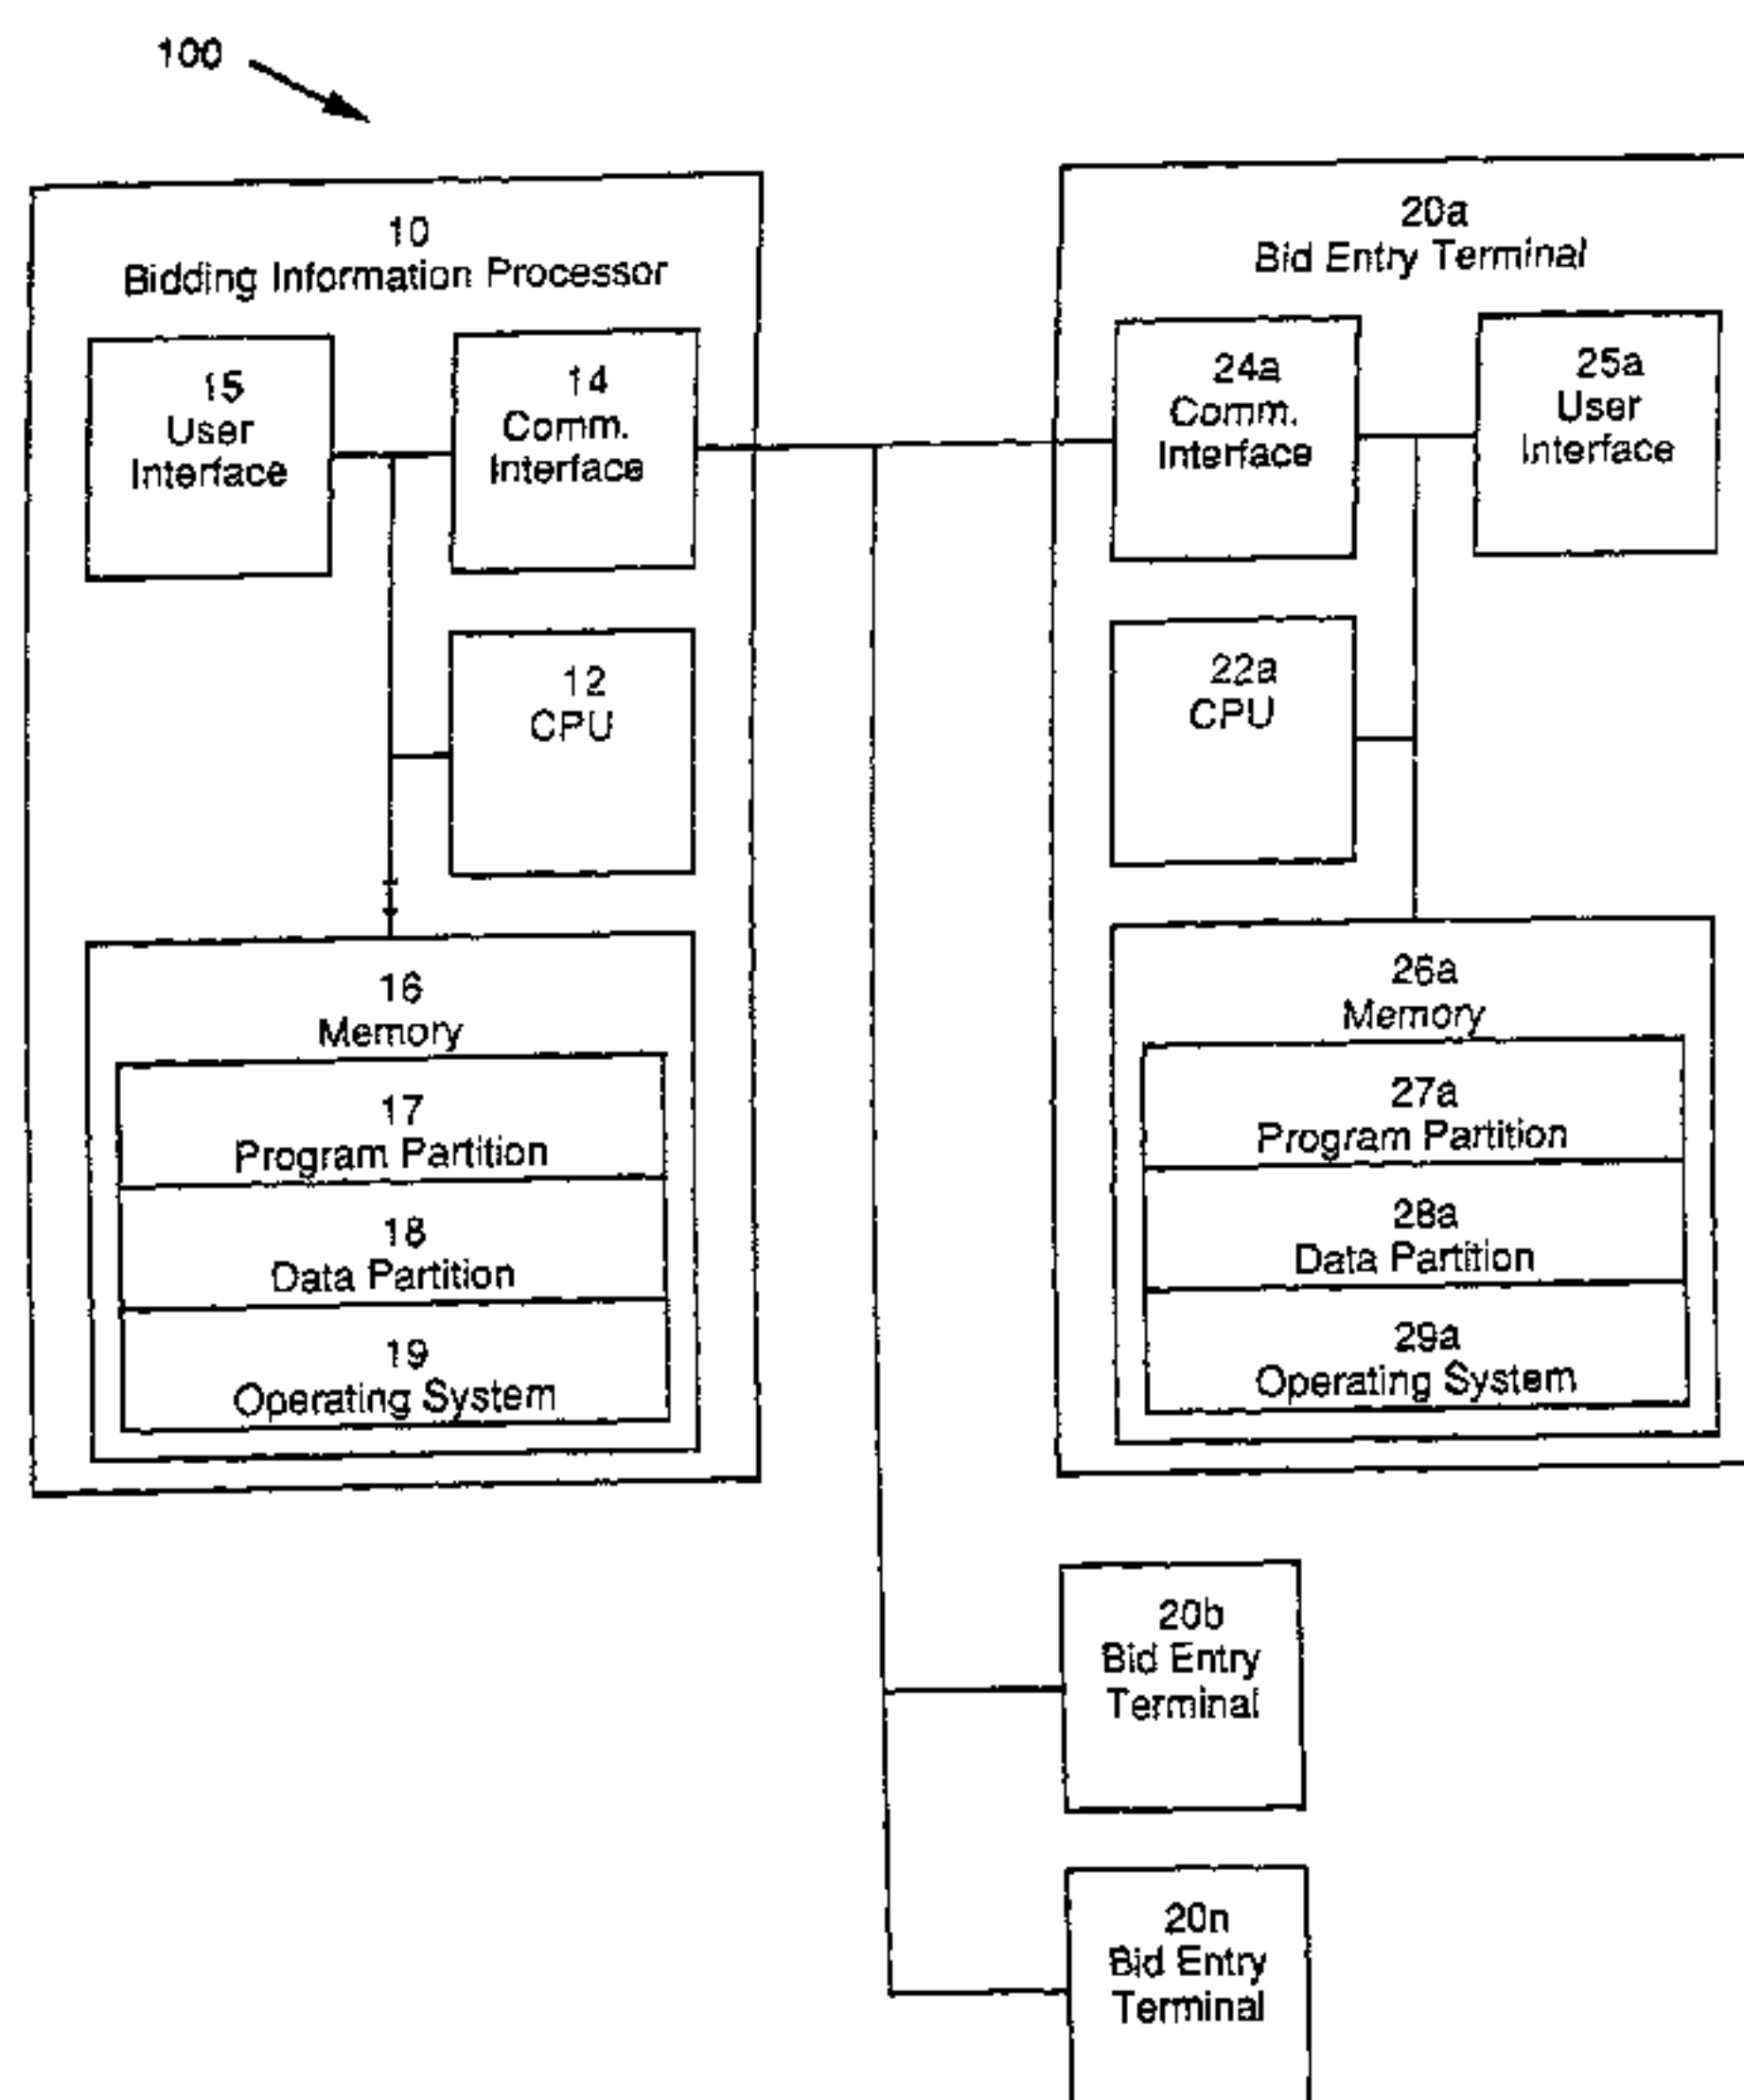 100
10
Bidding Information Processor
15
User
Interface
14
Comm.
Interface
12
CPU
16
Memory
17
Program Partition
18
Data Partition
19
Operating System
20a
Bid Entry Terminal
24a
Comm.
Interface
25a
User
Interface
22a
CPU
26a
Memory
27a
Program Partition
28a
Data Partition
29a
Operating System
20b
Bid Entry
Terminal
20n
Bid Entry
Terminal